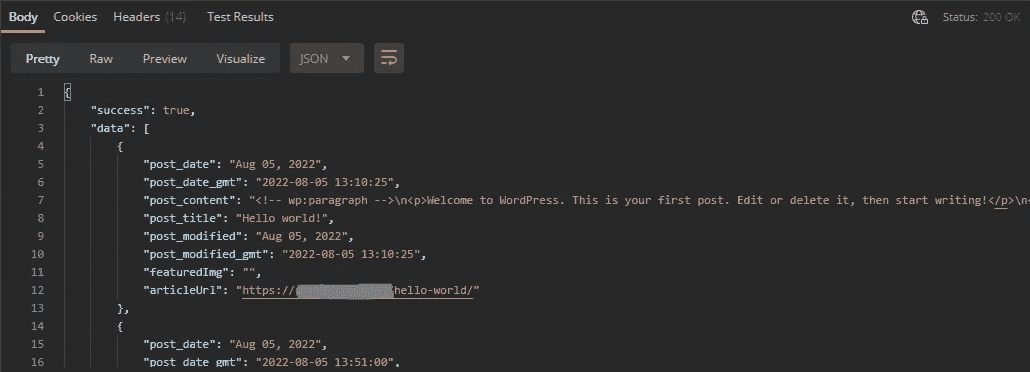 Body Cookies Headers (14) Test Results Status: 200 OK
Pretty Raw Preview Visualize JSON
1 {
2 "success": true,
3 "data": [
4 {
5 "post_date": "Aug 05, 2022",
6 "post_date_gmt": "2022-08-05 13:10:25",
7 "post_content": "<!-- wp:paragraph -->\n<p>Welcome to WordPress. This is your first post. Edit or delete it, then start writing!</p>\n<
8 "post_title": "Hello world!",
9 "post_modified": "Aug 05, 2022",
10 "post_modified_gmt": "2022-08-05 13:10:25",
11 "featuredImg": "",
12 "articleUrl": "https:// hello-world/"
13 },
14 {
15 "post_date": "Aug 05, 2022",
16 "post_date_gmt": "2022-08-05 13:51:00",